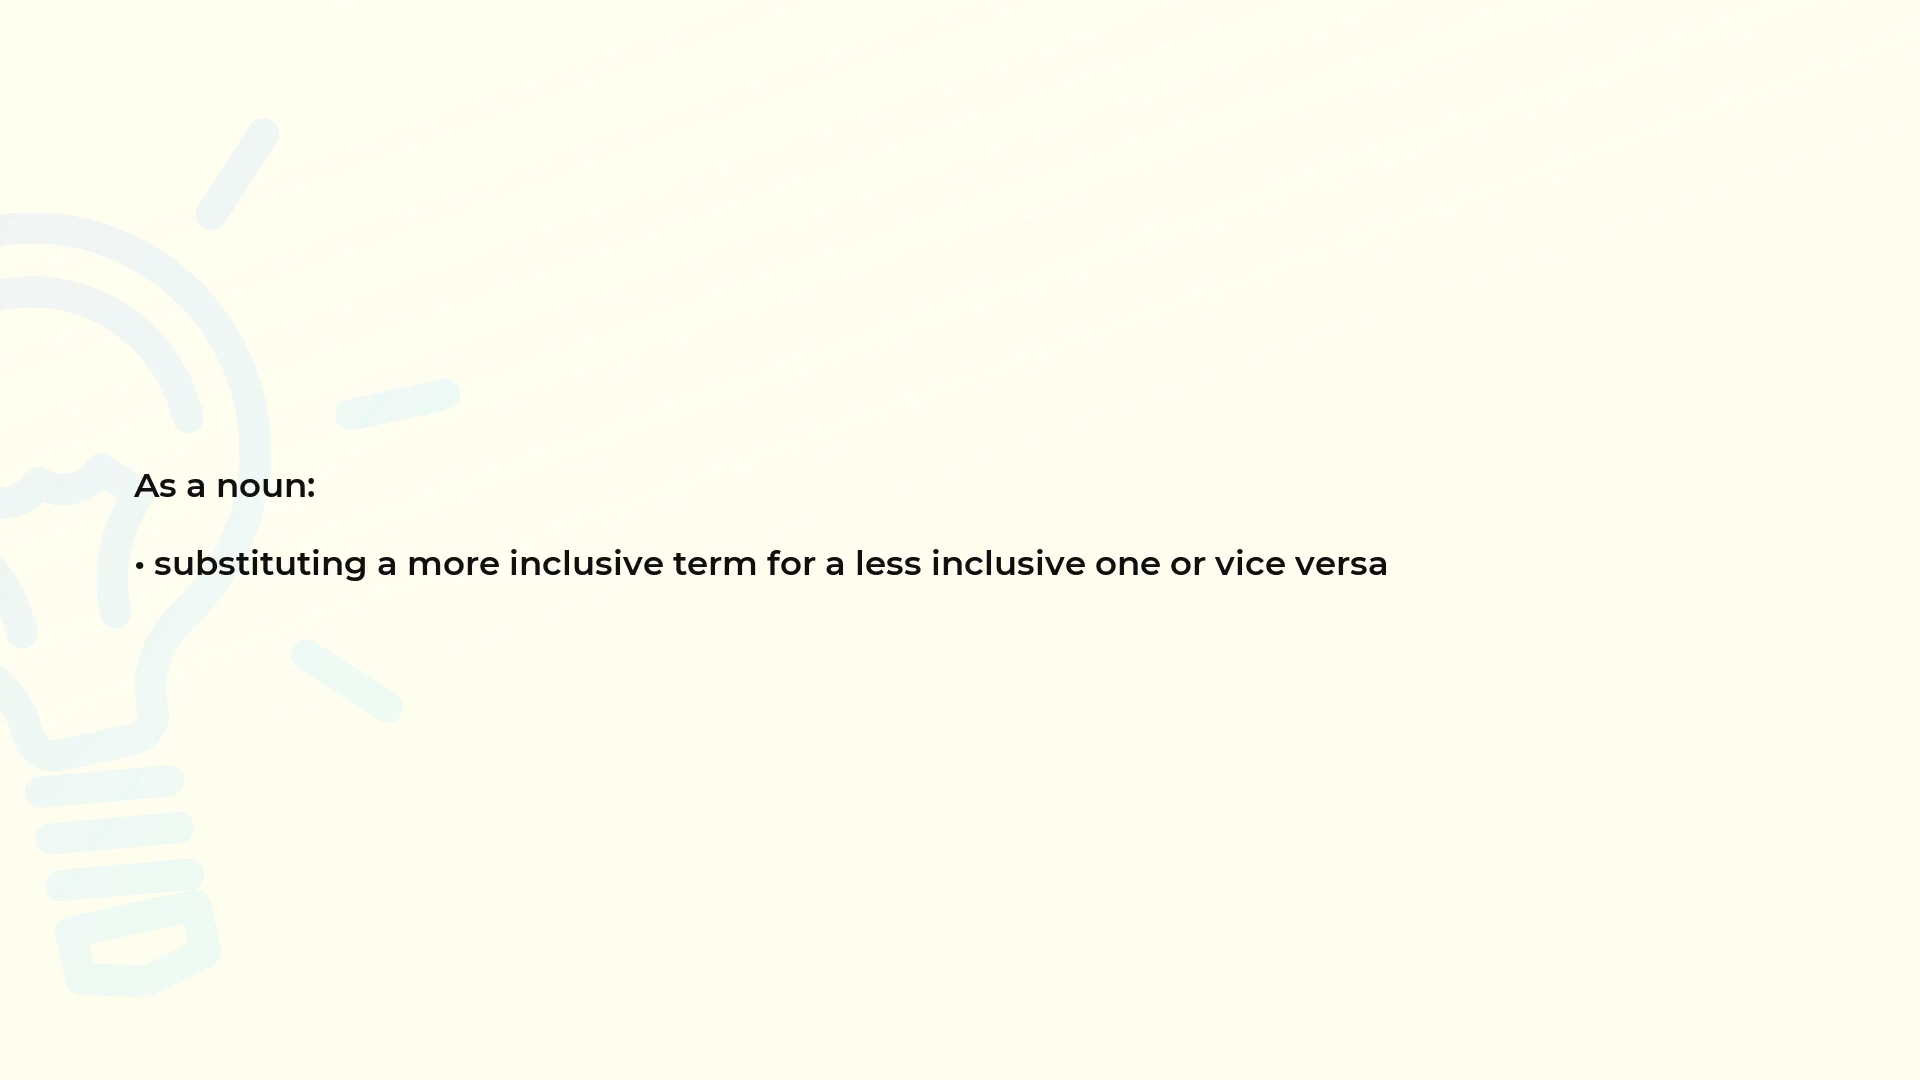 As a noun:
• substituting a more inclusive term for a less inclusive one or vice versa